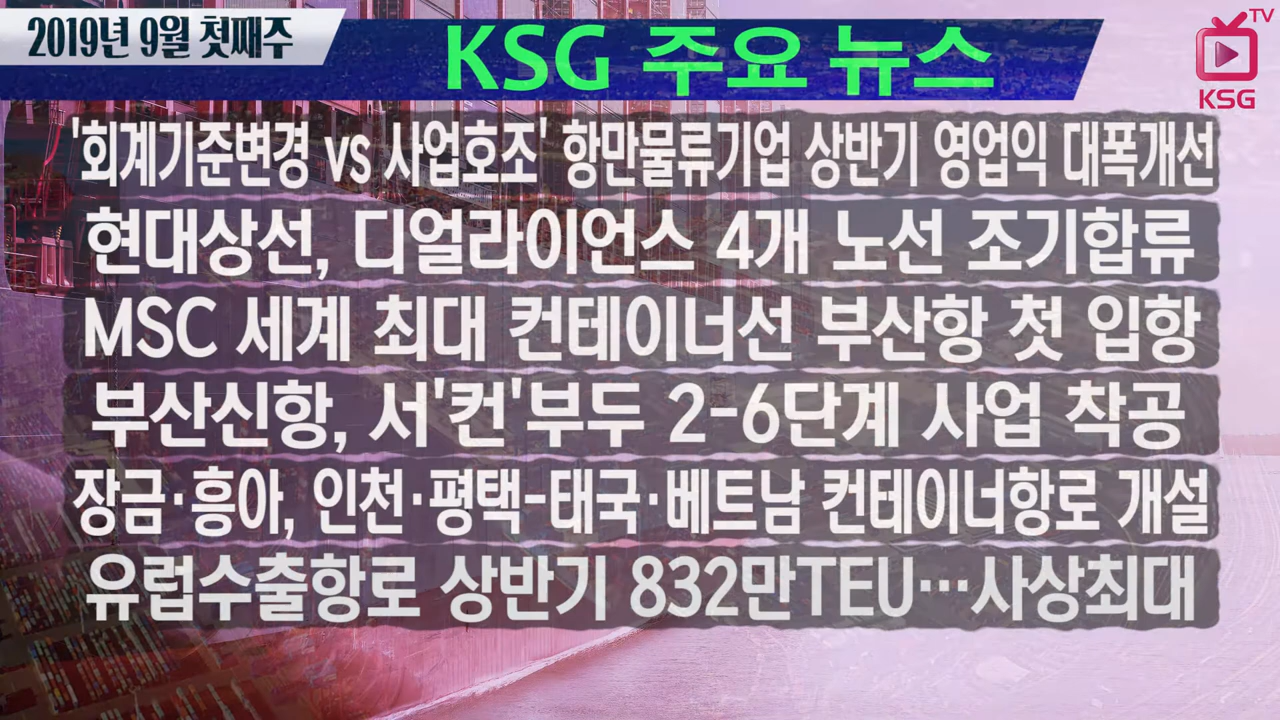 2019년 9월 첫째주
KSG 주요 뉴스
TV
KSG
'회계기준변경 vs 사업호조' 항만물류기업 상반기 영업익 대폭개선
현대상선, 디얼라이언스 4개 노선 조기합류
MSC 세계 최대 컨테이너선 부산항 첫 입항
부산신항, 서'컨'부두 2-6단계 사업 착공
장금·흥아, 인천·평택-태국·베트남 컨테이너항로 개설
유럽수출항로 상반기 832만TEU…사상최대